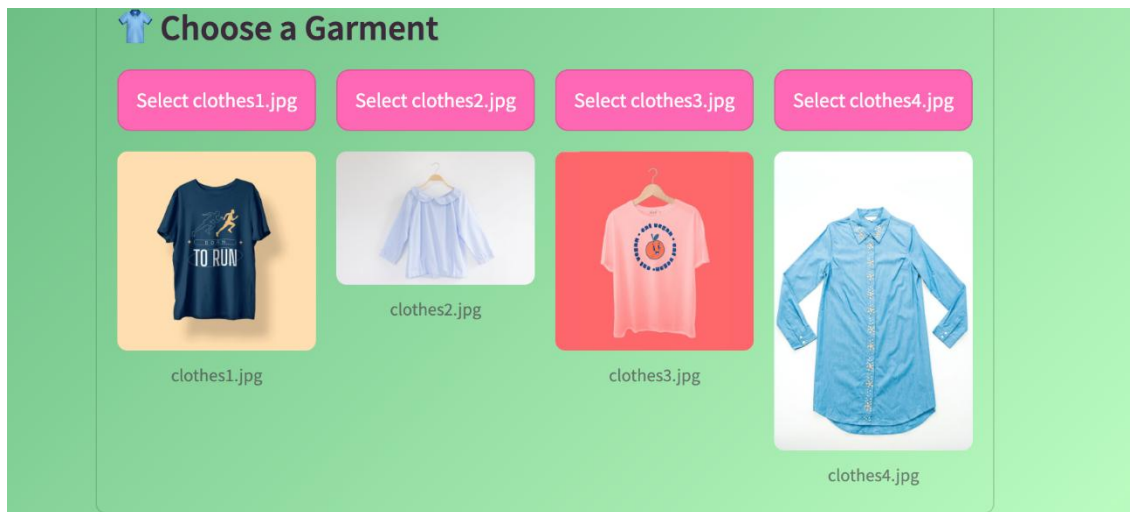 Choose a Garment
Select clothes1.jpg
Select clothes2.jpg
Select clothes3.jpg
Select clothes4.jpg
TO RUN
clothes1.jpg
clothes2.jpg
clothes3.jpg
clothes4.jpg